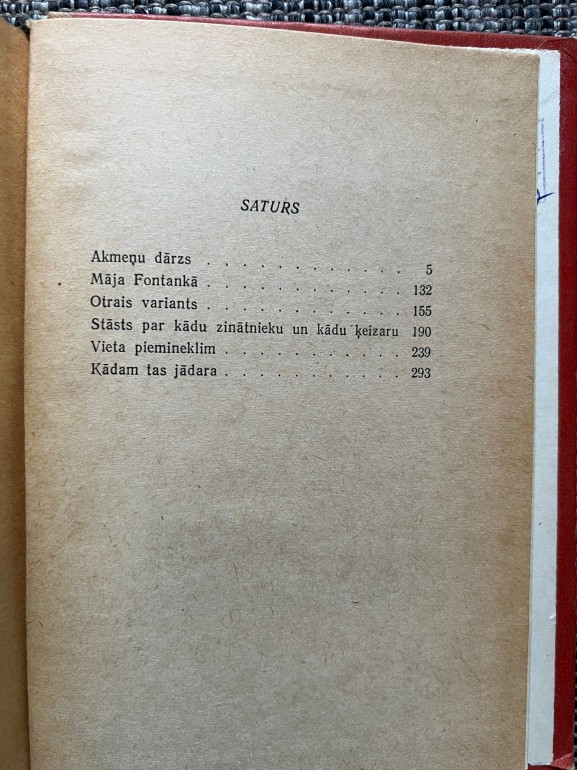 SATURS
Akmeņu dārzs . . . . . . . . . . . . 5
Māja Fontankā . . . . . . . . . . . 132
Otrais variants . . . . . . . . . . . 155
Stāsts par kādu zinātnieku un kādu ķeizaru 190
Vieta piemineklim . . . . . . . . . . 239
Kādam tas jādara . . . . . . . . . . 293